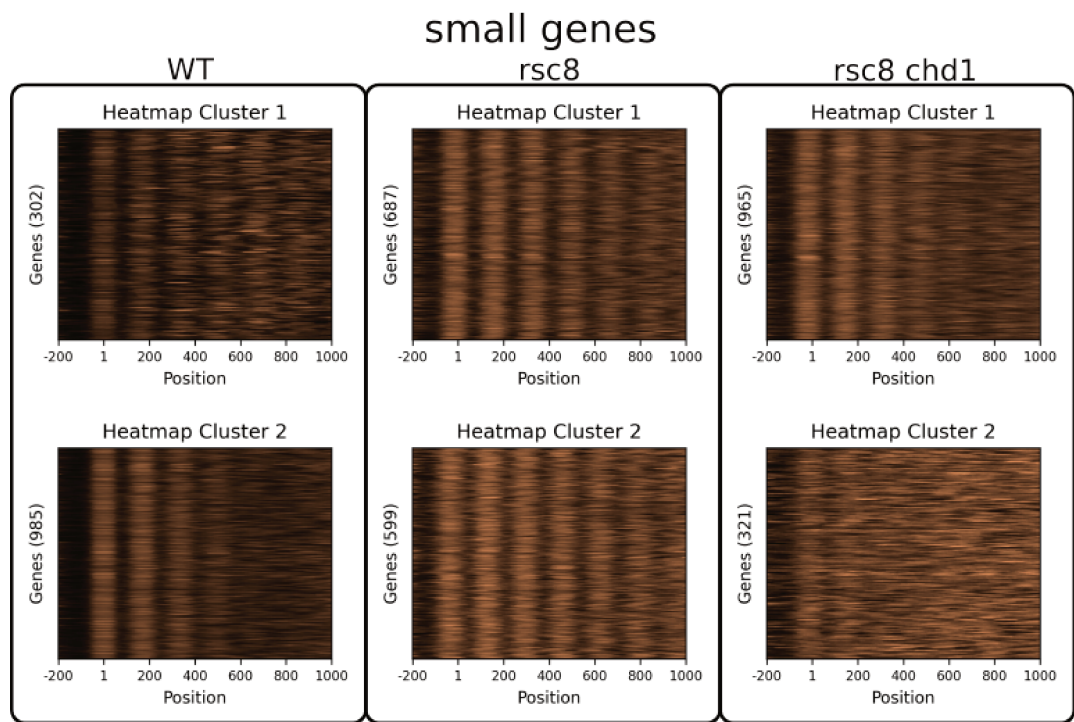 small genes
WT
rsc8
rsc8 chd1
Heatmap Cluster 1
Heatmap Cluster 1
Heatmap Cluster 1
Genes (302)
Genes (687)
Genes (965)
-200 1 200 400 600 800 1000
-200 1 200 400 600 800 1000
-200 1 200 400 600 800 1000
Position
Position
Position
Heatmap Cluster 2
Heatmap Cluster 2
Heatmap Cluster 2
Genes (985)
Genes (599)
Genes (321)
-200 1 200 400 600 800 1000
-200 1 200 400 600 800 1000
-200 1 200 400 600 800 1000
Position
Position
Position